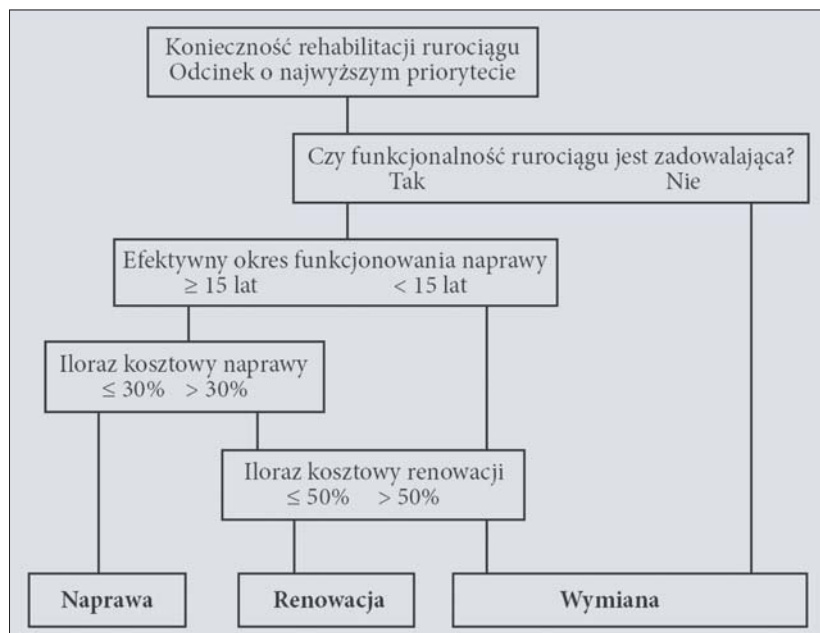 Konieczność rehabilitacji rurociągu
Odcinek o najwyższym priorytecie
Czy funkcjonalność rurociągu jest zadowalająca?
Tak Nie
Efektywny okres funkcjonowania naprawy
≥ 15 lat < 15 lat
Iloraz kosztowy naprawy
≤ 30% > 30%
Iloraz kosztowy renowacji
≤ 50% > 50%
Naprawa Renowacja Wymiana